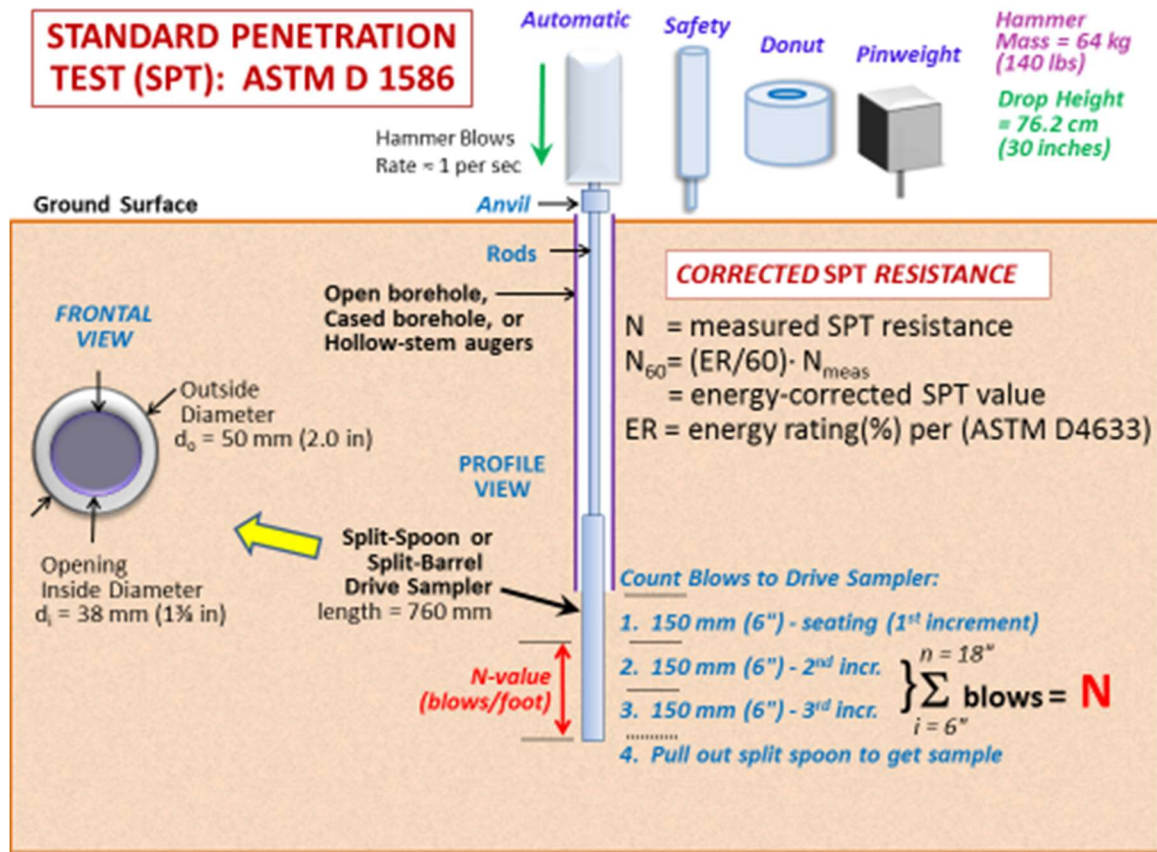 STANDARD PENETRATION
TEST (SPT): ASTM D 1586
Automatic
Safety
Donut
Pinweight
Hammer
Mass = 64 kg
(140 lbs)
Drop Height
= 76.2 cm
(30 inches)
Hammer Blows
Rate ≈ 1 per sec
Ground Surface
Anvil
Rods
Open borehole,
Cased borehole, or
Hollow-stem augers
CORRECTED SPT RESISTANCE
N = measured SPT resistance
N60 = (ER/60)· Nmeas
= energy-corrected SPT value
ER = energy rating(%) per (ASTM D4633)
FRONTAL
VIEW
Outside
Diameter
do = 50 mm (2.0 in)
Opening
Inside Diameter
di = 38 mm (1⅜ in)
PROFILE
VIEW
Split-Spoon or
Split-Barrel
Drive Sampler
length = 760 mm
N-value
(blows/foot)
Count Blows to Drive Sampler:
1. 150 mm (6") - seating (1st increment)
2. 150 mm (6") - 2nd incr.
3. 150 mm (6") - 3rd incr.
n = 18"
} Σ blows = N
i = 6"
4. Pull out split spoon to get sample